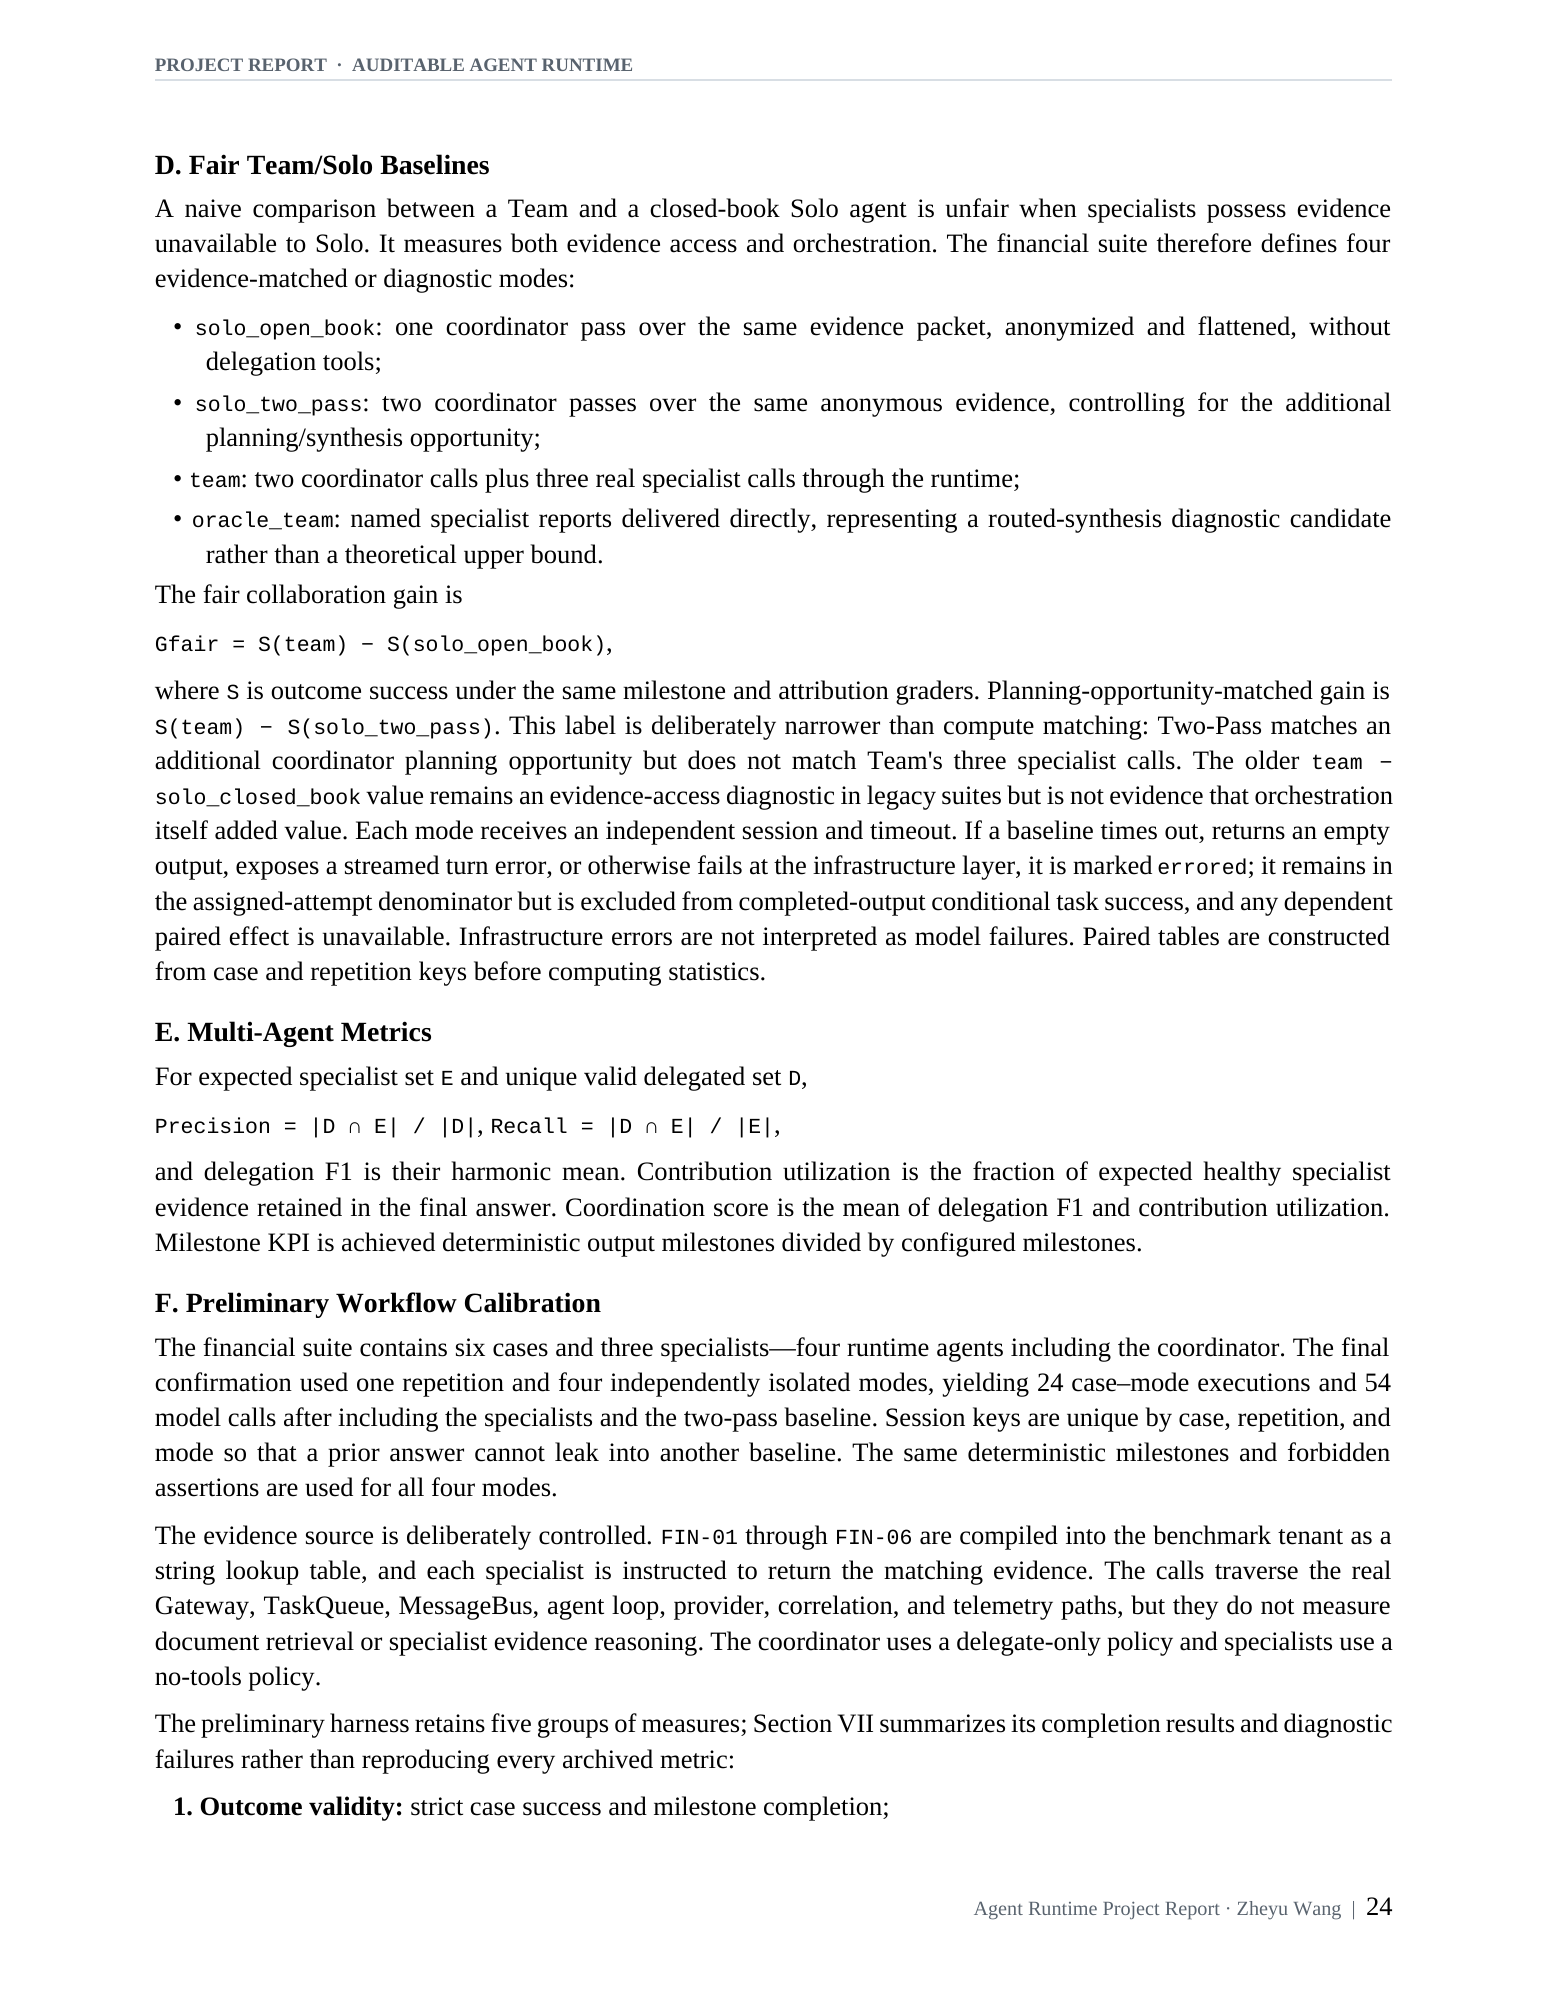 PROJECT REPORT · AUDITABLE AGENT RUNTIME
D. Fair Team/Solo Baselines
A naive comparison between a Team and a closed-book Solo agent is unfair when specialists possess evidence
unavailable to Solo. It measures both evidence access and orchestration. The financial suite therefore defines four
evidence-matched or diagnostic modes:
• solo_open_book: one coordinator pass over the same evidence packet, anonymized and flattened, without
delegation tools;
• solo_two_pass: two coordinator passes over the same anonymous evidence, controlling for the additional
planning/synthesis opportunity;
• team: two coordinator calls plus three real specialist calls through the runtime;
• oracle_team: named specialist reports delivered directly, representing a routed-synthesis diagnostic candidate
rather than a theoretical upper bound.
The fair collaboration gain is
Gfair = S(team) − S(solo_open_book),
where S is outcome success under the same milestone and attribution graders. Planning-opportunity-matched gain is
S(team) − S(solo_two_pass). This label is deliberately narrower than compute matching: Two-Pass matches an
additional coordinator planning opportunity but does not match Team's three specialist calls. The older team −
solo_closed_book value remains an evidence-access diagnostic in legacy suites but is not evidence that orchestration
itself added value. Each mode receives an independent session and timeout. If a baseline times out, returns an empty
output, exposes a streamed turn error, or otherwise fails at the infrastructure layer, it is marked errored; it remains in
the assigned-attempt denominator but is excluded from completed-output conditional task success, and any dependent
paired effect is unavailable. Infrastructure errors are not interpreted as model failures. Paired tables are constructed
from case and repetition keys before computing statistics.
E. Multi-Agent Metrics
For expected specialist set E and unique valid delegated set D,
Precision = |D ∩ E| / |D|, Recall = |D ∩ E| / |E|,
and delegation F1 is their harmonic mean. Contribution utilization is the fraction of expected healthy specialist
evidence retained in the final answer. Coordination score is the mean of delegation F1 and contribution utilization.
Milestone KPI is achieved deterministic output milestones divided by configured milestones.
F. Preliminary Workflow Calibration
The financial suite contains six cases and three specialists—four runtime agents including the coordinator. The final
confirmation used one repetition and four independently isolated modes, yielding 24 case–mode executions and 54
model calls after including the specialists and the two-pass baseline. Session keys are unique by case, repetition, and
mode so that a prior answer cannot leak into another baseline. The same deterministic milestones and forbidden
assertions are used for all four modes.
The evidence source is deliberately controlled. FIN-01 through FIN-06 are compiled into the benchmark tenant as a
string lookup table, and each specialist is instructed to return the matching evidence. The calls traverse the real
Gateway, TaskQueue, MessageBus, agent loop, provider, correlation, and telemetry paths, but they do not measure
document retrieval or specialist evidence reasoning. The coordinator uses a delegate-only policy and specialists use a
no-tools policy.
The preliminary harness retains five groups of measures; Section VII summarizes its completion results and diagnostic
failures rather than reproducing every archived metric:
1. Outcome validity: strict case success and milestone completion;
Agent Runtime Project Report · Zheyu Wang | 24